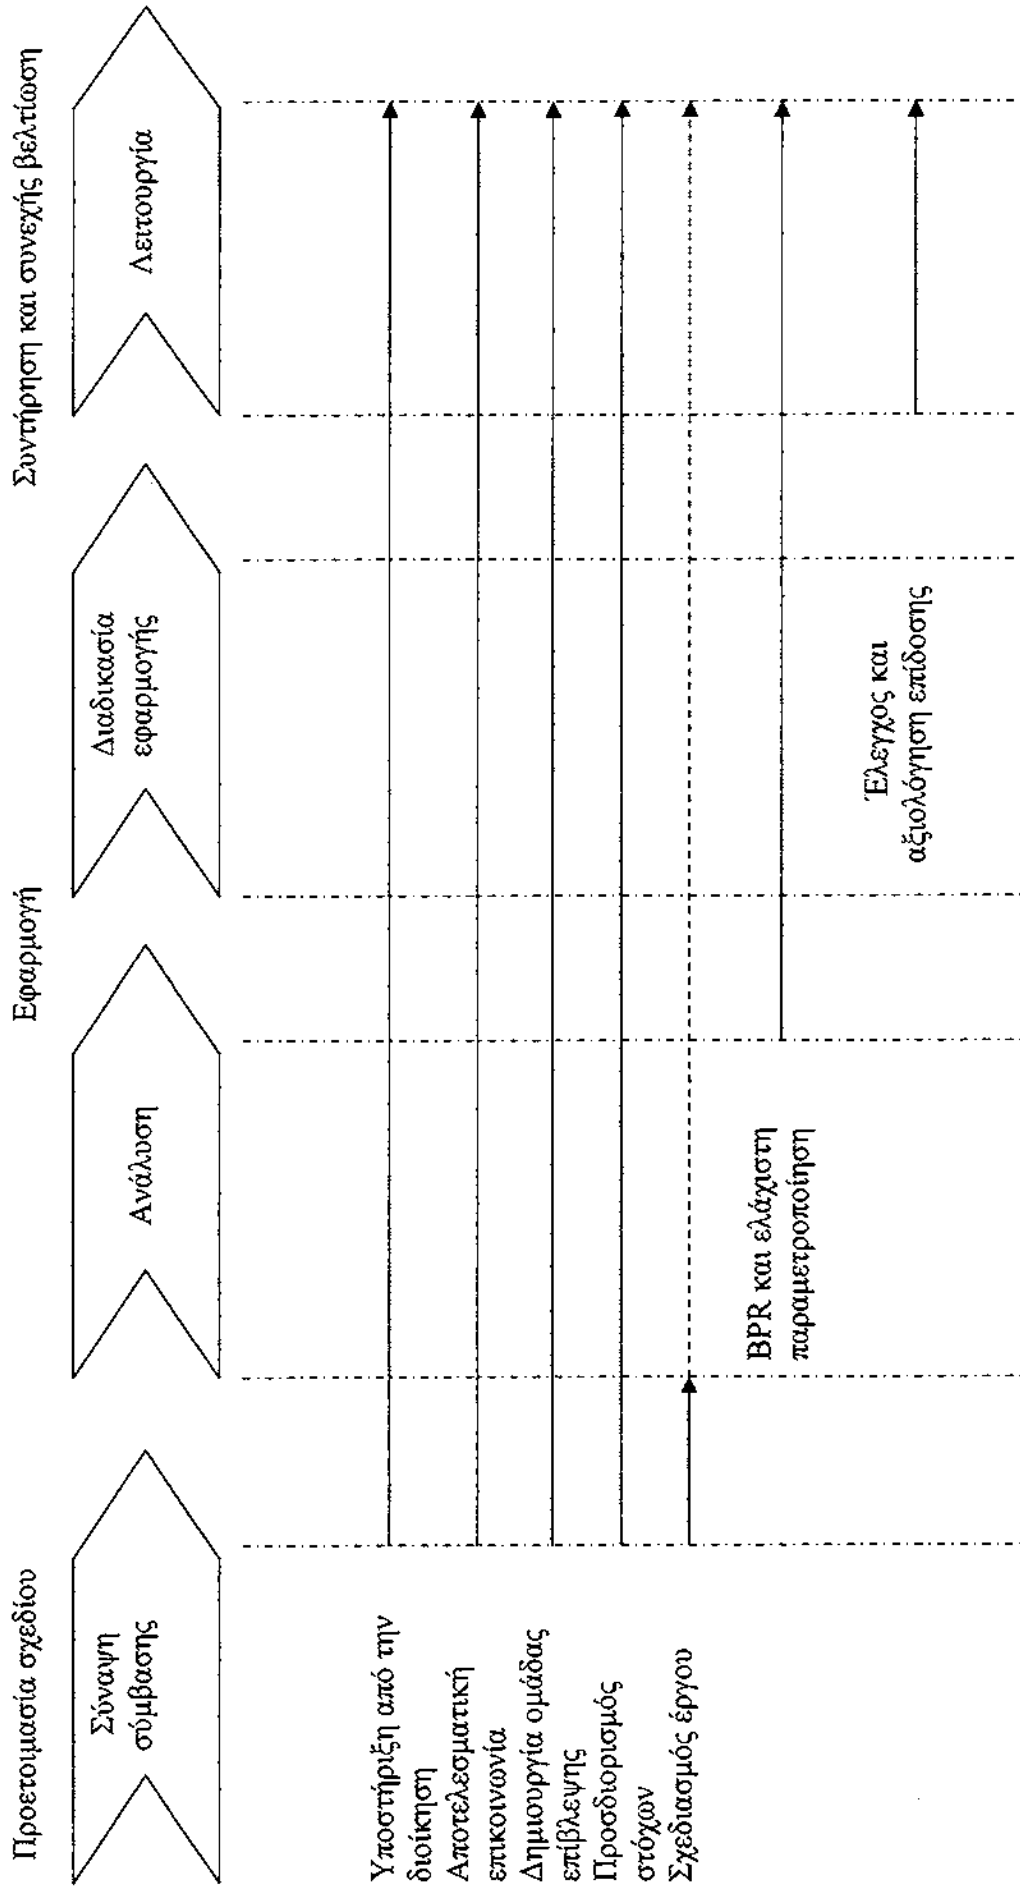 Προετοιμασία σχεδίου
Εφαρμογή
Συντήρηση και συνεχής βελτίωση
Σύναψη
σύμβασης
Ανάλυση
Διαδικασία
εφαρμογής
Λειτουργία
Υποστήριξη από την
διοίκηση
Αποτελεσματική
επικοινωνία
Δημιουργία ομάδας
επίβλεψης
Προσδιορισμός
στόχων
Σχεδιασμός έργου
BPR και ελάχιστη
παραμετροποίηση
Έλεγχος και
αξιολόγηση επίδοσης